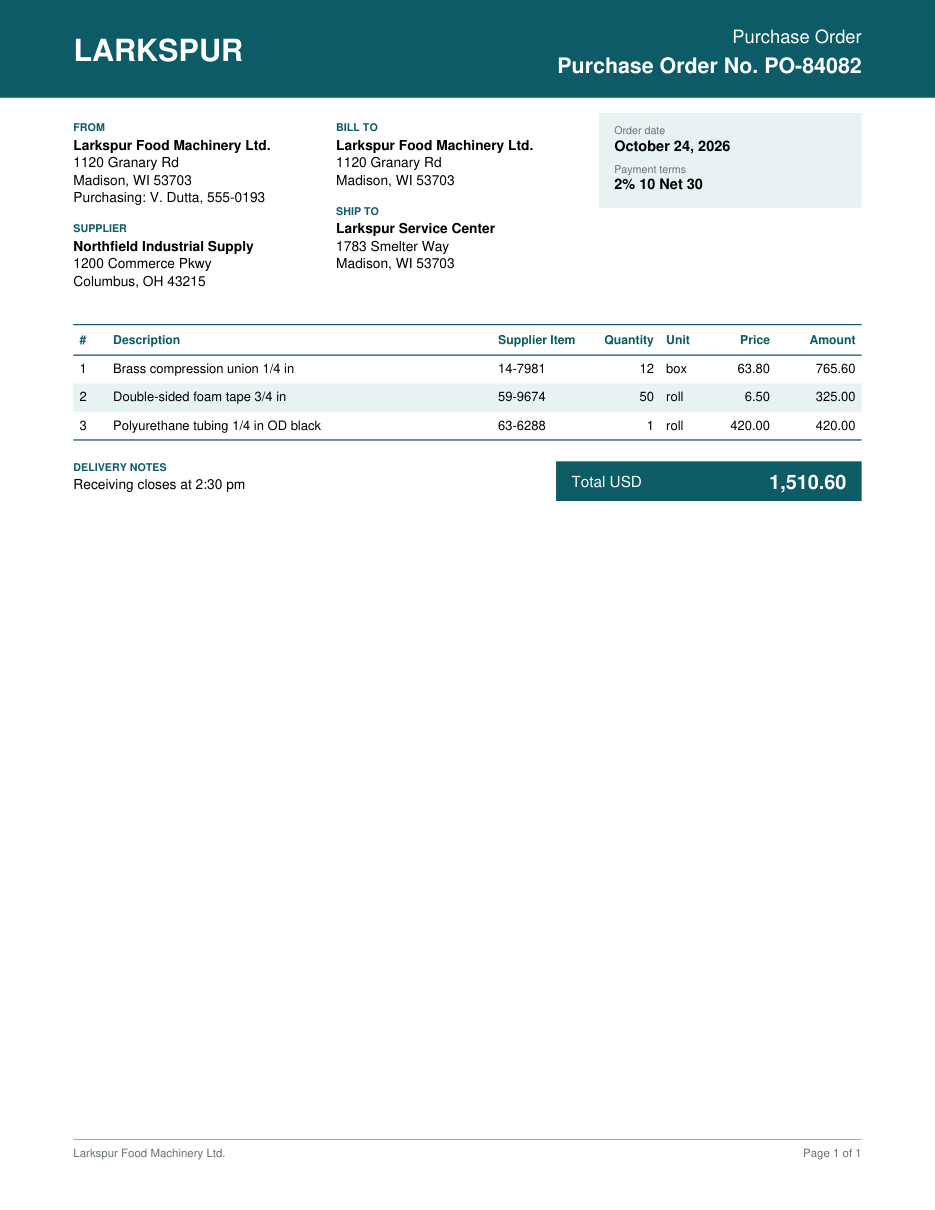 LARKSPUR
Purchase Order
Purchase Order No. PO-84082
FROM
Larkspur Food Machinery Ltd.
1120 Granary Rd
Madison, WI 53703
Purchasing: V. Dutta, 555-0193
SUPPLIER
Northfield Industrial Supply
1200 Commerce Pkwy
Columbus, OH 43215
BILL TO
Larkspur Food Machinery Ltd.
1120 Granary Rd
Madison, WI 53703
SHIP TO
Larkspur Service Center
1783 Smelter Way
Madison, WI 53703
Order date
October 24, 2026
Payment terms
2% 10 Net 30
# Description Supplier Item Quantity Unit Price Amount
1 Brass compression union 1/4 in 14-7981 12 box 63.80 765.60
2 Double-sided foam tape 3/4 in 59-9674 50 roll 6.50 325.00
3 Polyurethane tubing 1/4 in OD black 63-6288 1 roll 420.00 420.00
DELIVERY NOTES
Receiving closes at 2:30 pm
Total USD 1,510.60
Larkspur Food Machinery Ltd. Page 1 of 1